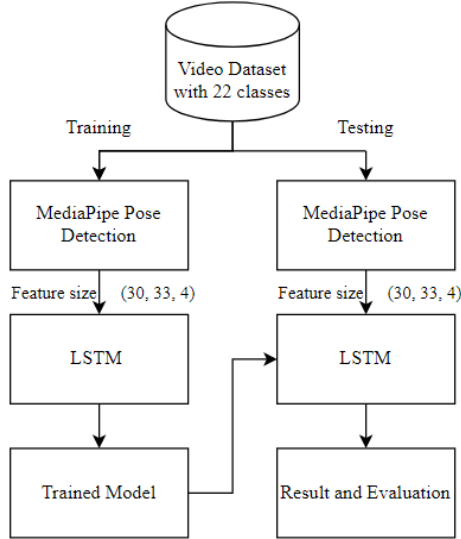 Video Dataset
with 22 classes
Training
Testing
MediaPipe Pose
Detection
MediaPipe Pose
Detection
Feature size (30, 33, 4)
Feature size (30, 33, 4)
LSTM
LSTM
Trained Model
Result and Evaluation